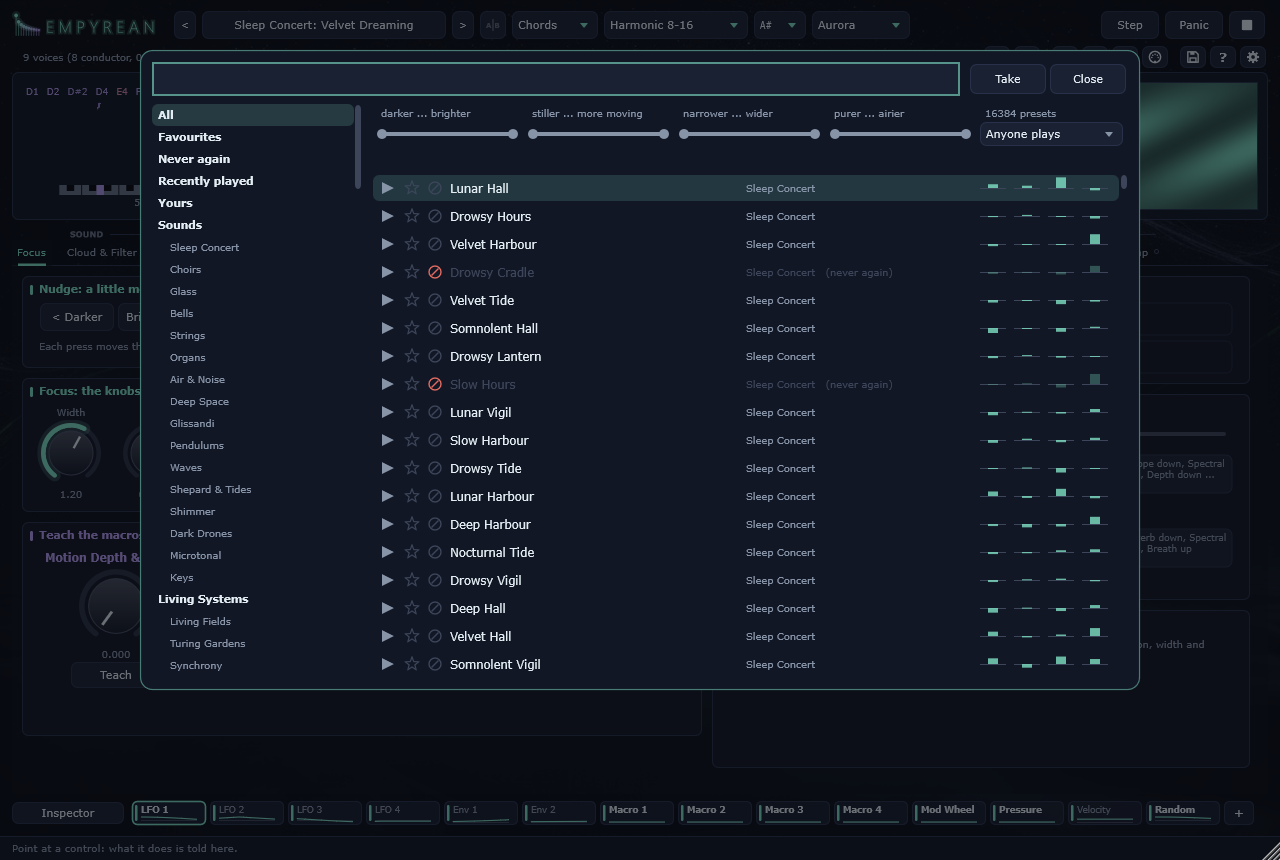 EMPYREAN
<
Sleep Concert: Velvet Dreaming
>
A|B
Chords
Harmonic 8-16
A#
Aurora
Step
Panic
9 voices (8 conductor, 0
?
D1 D2 D#2 D4 E4
Take
Close
All
Favourites
Never again
Recently played
Yours
Sounds
Sleep Concert
Choirs
Glass
Bells
Strings
Organs
Air & Noise
Deep Space
Glissandi
Pendulums
Waves
Shepard & Tides
Shimmer
Dark Drones
Microtonal
Keys
Living Systems
Living Fields
Turing Gardens
Synchrony
darker ... brighter
stiller ... more moving
narrower ... wider
purer ... airier
16384 presets
Anyone plays
Lunar Hall Sleep Concert
Drowsy Hours Sleep Concert
Velvet Harbour Sleep Concert
Drowsy Cradle Sleep Concert (never again)
Velvet Tide Sleep Concert
Somnolent Hall Sleep Concert
Drowsy Lantern Sleep Concert
Slow Hours Sleep Concert (never again)
Lunar Vigil Sleep Concert
Slow Harbour Sleep Concert
Drowsy Tide Sleep Concert
Lunar Harbour Sleep Concert
Deep Harbour Sleep Concert
Nocturnal Tide Sleep Concert
Drowsy Vigil Sleep Concert
Deep Hall Sleep Concert
Velvet Hall Sleep Concert
Somnolent Vigil Sleep Concert
SOUND
Focus
Cloud & Filter
Nudge: a little m
< Darker
Bri
Each press moves th
Focus: the knobs
Width
1.20
Teach the macros
Motion Depth &
0.000
Teach
ape down, Spectral
, Depth down ...
erb down, Spectral
, Breath up
on, width and
Inspector
LFO 1
LFO 2
LFO 3
LFO 4
Env 1
Env 2
Macro 1
Macro 2
Macro 3
Macro 4
Mod Wheel
Pressure
Velocity
Random
+
Point at a control: what it does is told here.